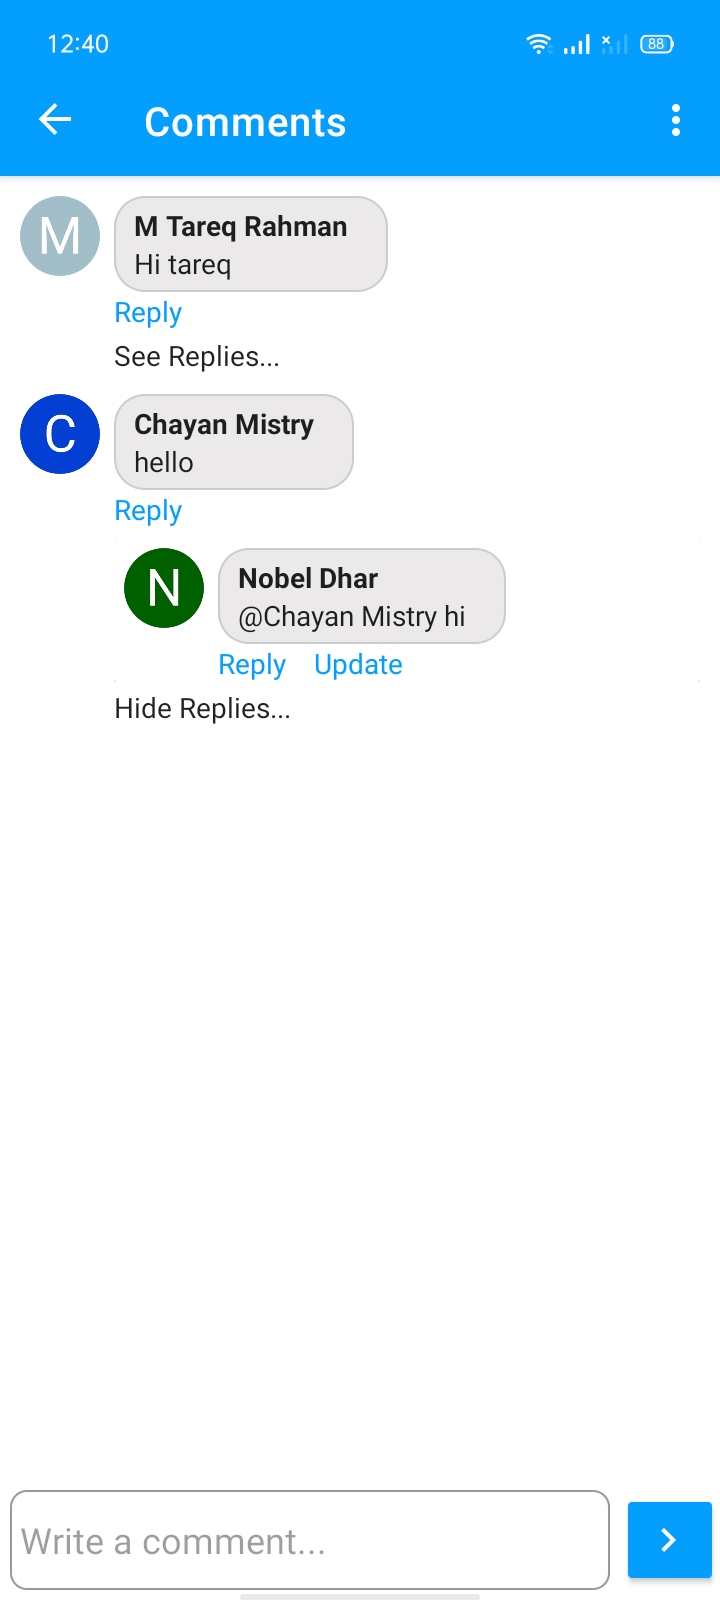 12:40
88
Comments
M
M Tareq Rahman
Hi tareq
Reply
See Replies...
C
Chayan Mistry
hello
Reply
N
Nobel Dhar
@Chayan Mistry hi
Reply Update
Hide Replies...
Write a comment...